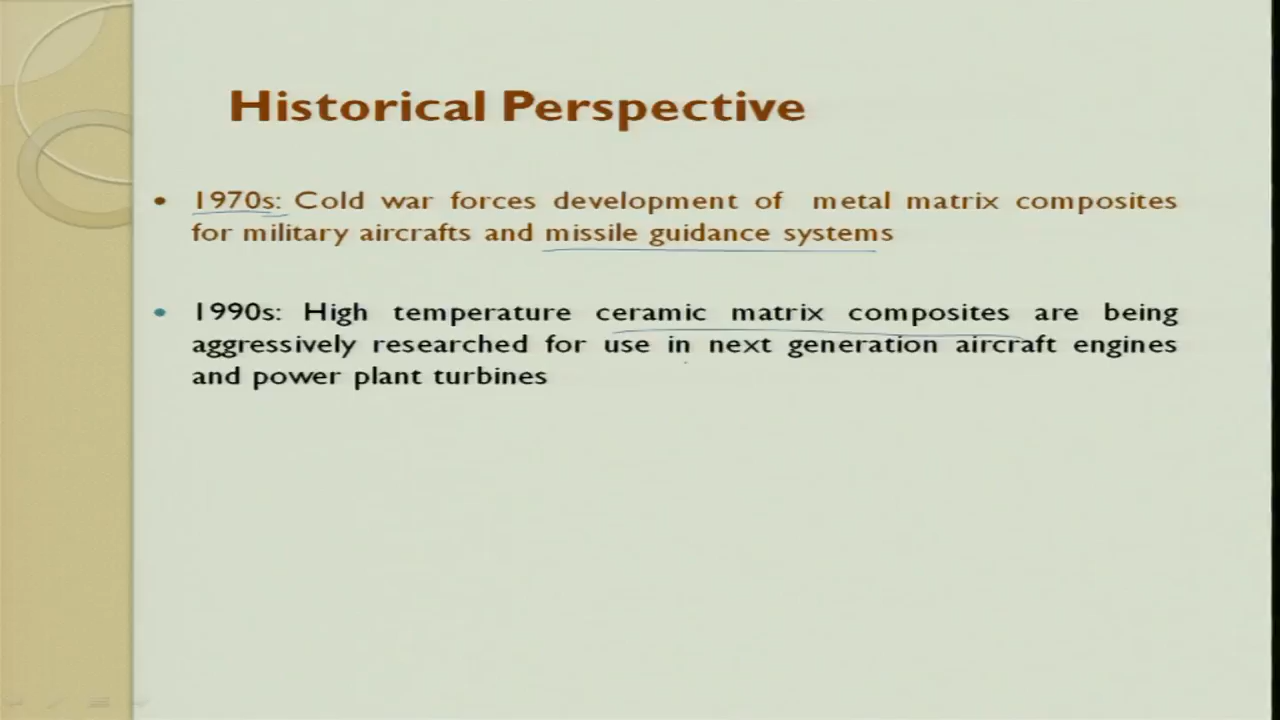 Historical Perspective
• 1970s: Cold war forces development of metal matrix composites
for military aircrafts and missile guidance systems
• 1990s: High temperature ceramic matrix composites are being
aggressively researched for use in next generation aircraft engines
and power plant turbines